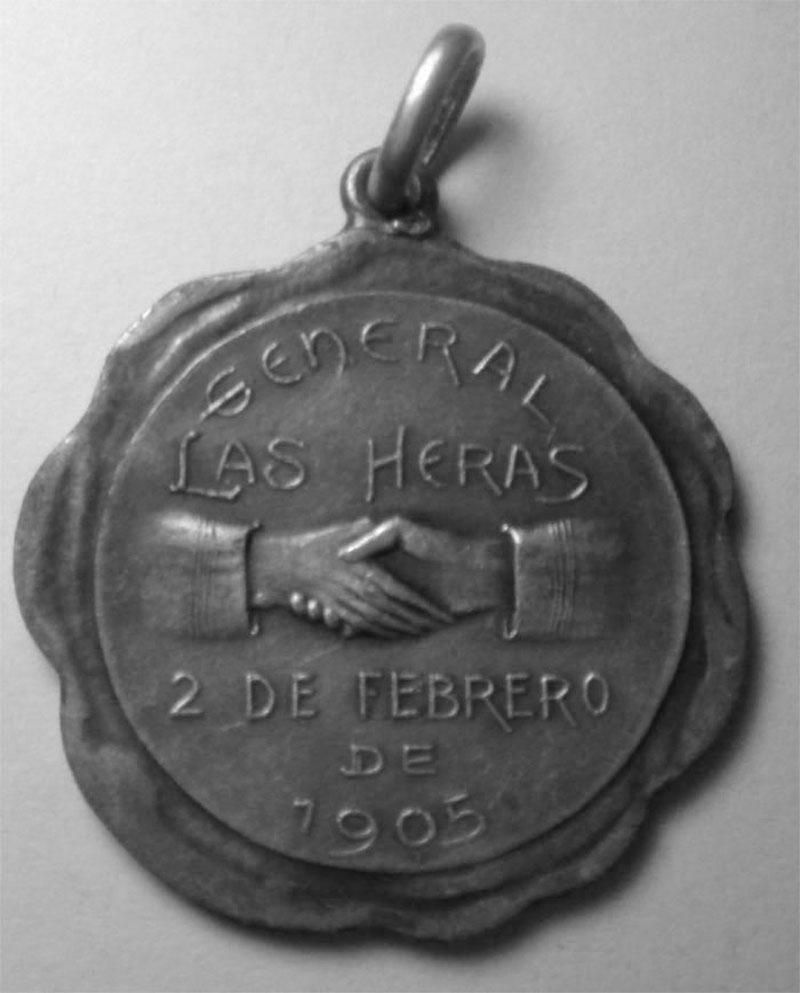 GENERAL
LAS HERAS
2 DE FEBRERO
DE
1905